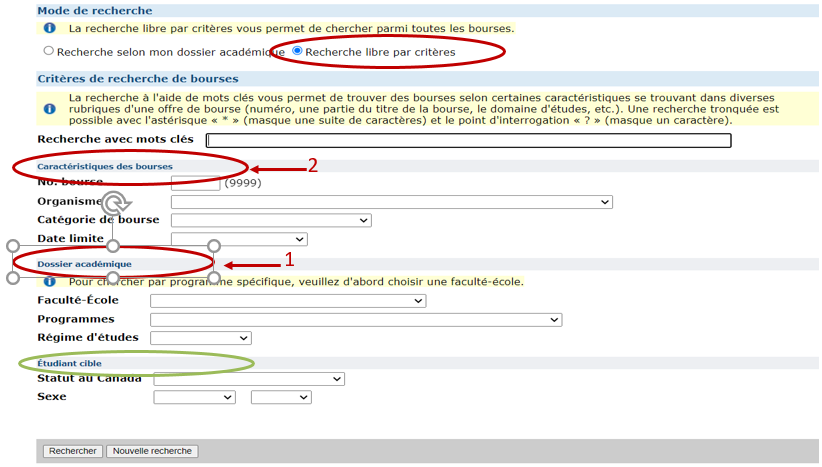 Mode de recherche
La recherche libre par critères vous permet de chercher parmi toutes les bourses.
Recherche selon mon dossier académique Recherche libre par critères
Critères de recherche de bourses
La recherche à l'aide de mots clés vous permet de trouver des bourses selon certaines caractéristiques se trouvant dans diverses
rubriques d'une offre de bourse (numéro, une partie du titre de la bourse, le domaine d'études, etc.). Une recherche tronquée est
possible avec l'astérisque « * » (masque une suite de caractères) et le point d'interrogation « ? » (masque un caractère).
Recherche avec mots clés
Caractéristiques des bourses 2
No. bourse (9999)
Organisme
Catégorie de bourse
Date limite
Dossier académique 1
Pour chercher par programme spécifique, veuillez d'abord choisir une faculté-école.
Faculté-École
Programmes
Régime d'études
Étudiant cible
Statut au Canada
Sexe
Rechercher Nouvelle recherche